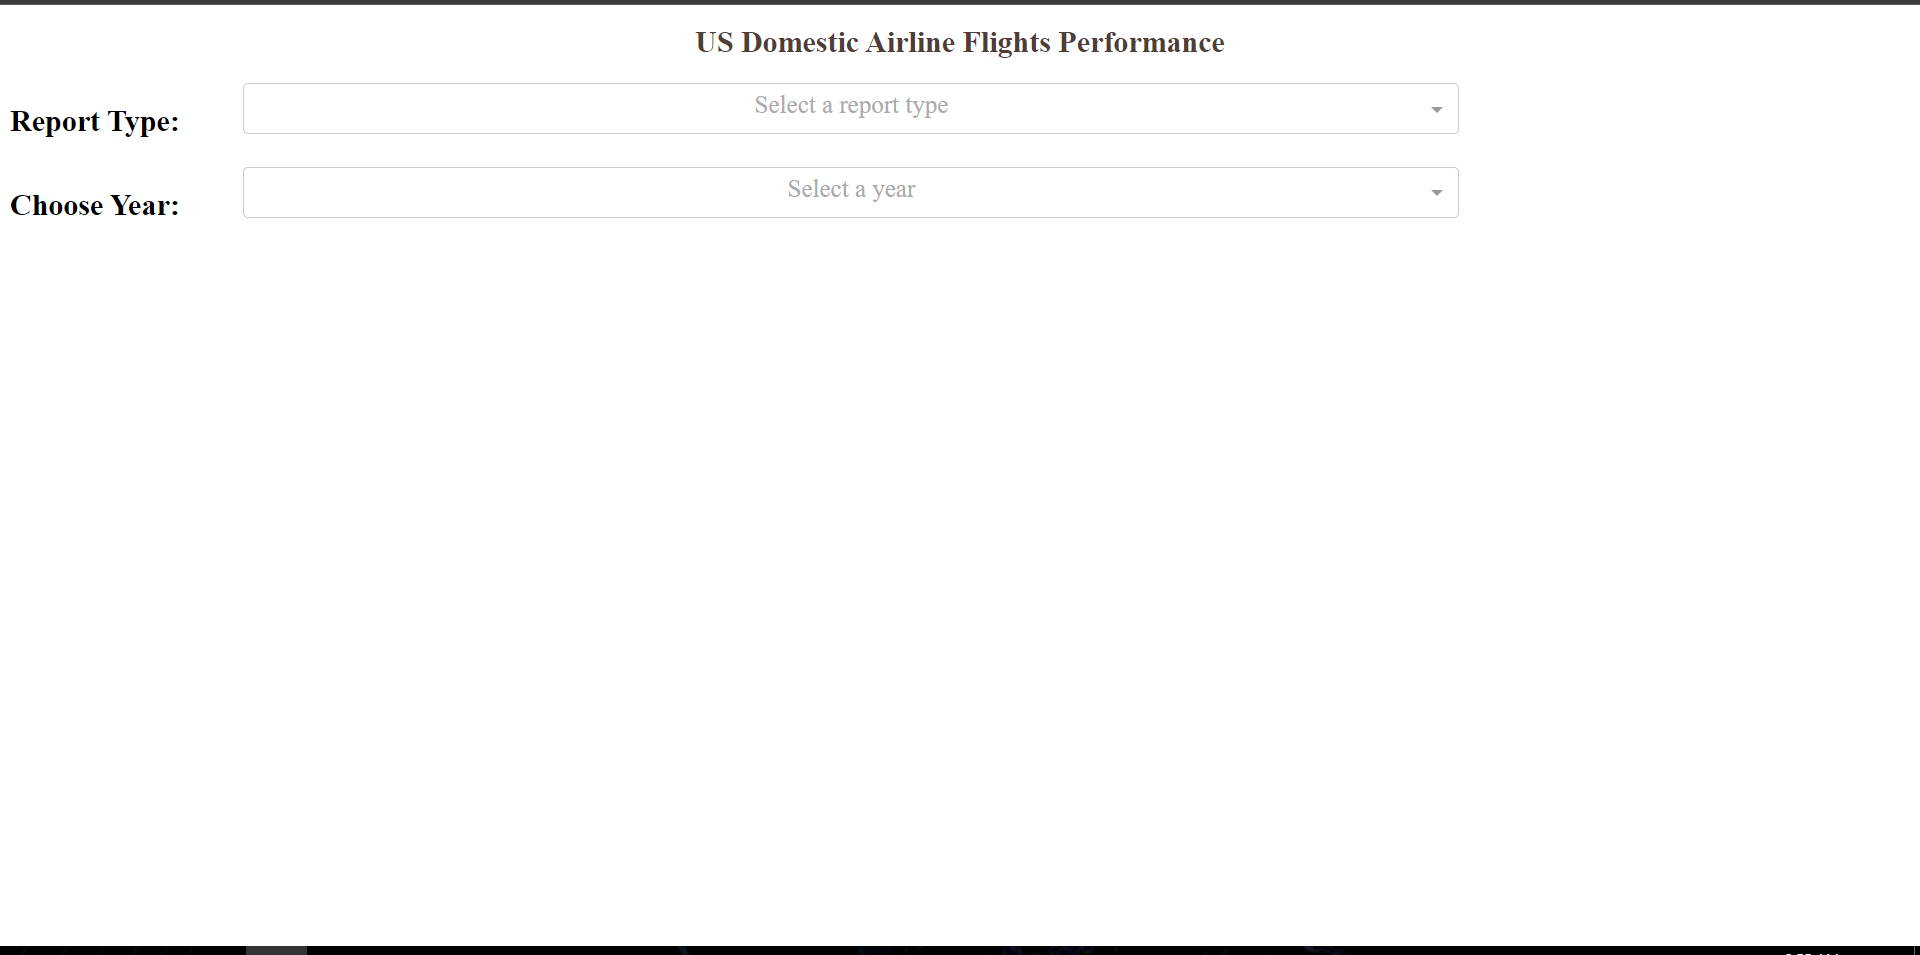 US Domestic Airline Flights Performance
Report Type:
Select a report type
Choose Year:
Select a year